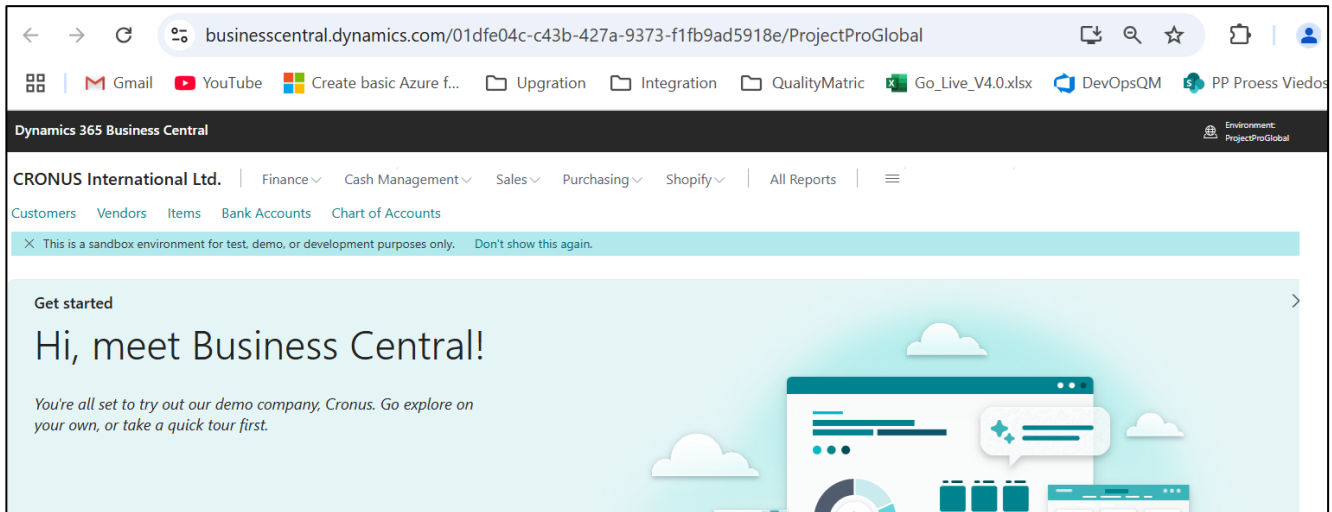 businesscentral.dynamics.com/01dfe04c-c43b-427a-9373-f1fb9ad5918e/ProjectProGlobal
Gmail YouTube Create basic Azure f... Upgration Integration QualityMatric Go_Live_V4.0.xlsx DevOpsQM PP Proess Viedos
Dynamics 365 Business Central
Environment:
ProjectProGlobal
CRONUS International Ltd. Finance Cash Management Sales Purchasing Shopify All Reports
Customers Vendors Items Bank Accounts Chart of Accounts
This is a sandbox environment for test, demo, or development purposes only. Don't show this again.
Get started
Hi, meet Business Central!
You're all set to try out our demo company, Cronus. Go explore on
your own, or take a quick tour first.